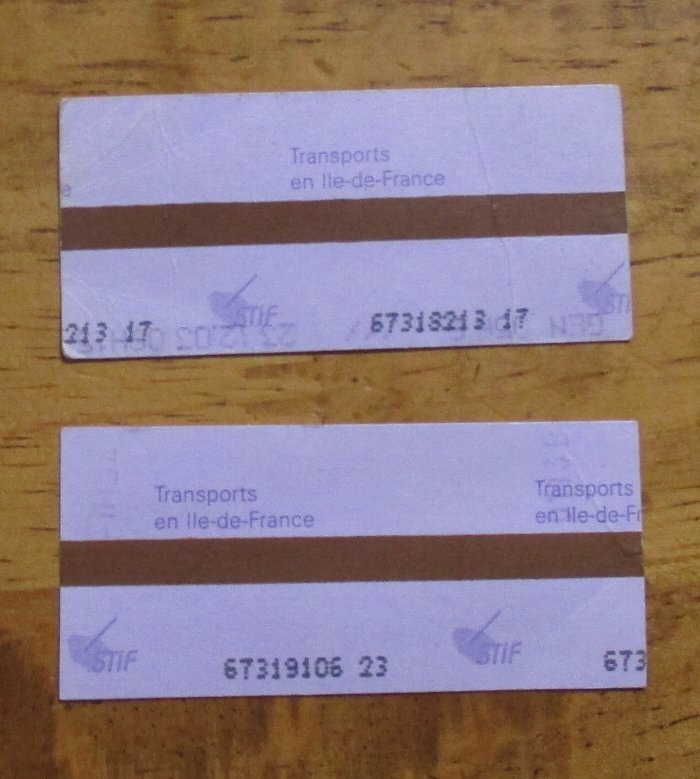 Transports
en Ile-de-France
e
STIF
STIF
213 17
67318213 17
Transports
en Ile-de-France
Transports
en Ile-de-Fr
STIF
STIF
67319106 23
673